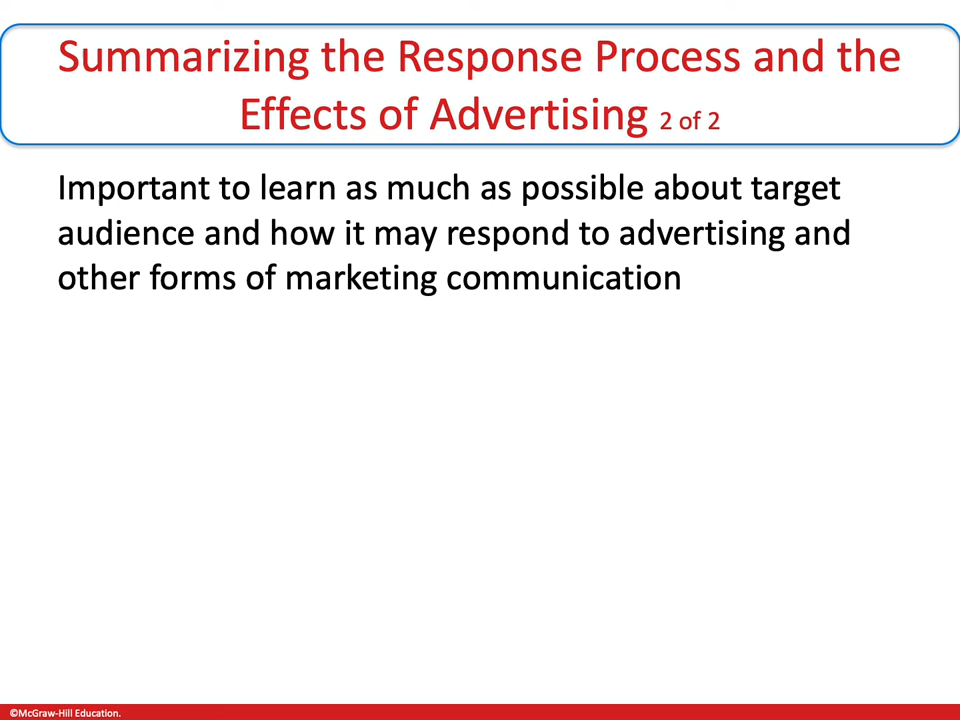 Summarizing the Response Process and the
Effects of Advertising 2 of 2
Important to learn as much as possible about target
audience and how it may respond to advertising and
other forms of marketing communication
©McGraw-Hill Education.